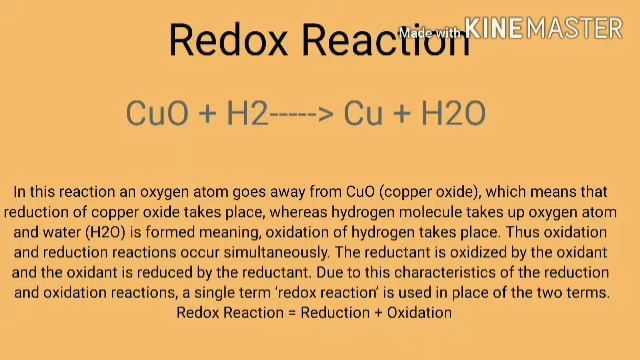 Redox Reaction
Made with KINEMASTER
CuO + H2-----> Cu + H2O
In this reaction an oxygen atom goes away from CuO (copper oxide), which means that
reduction of copper oxide takes place, whereas hydrogen molecule takes up oxygen atom
and water (H2O) is formed meaning, oxidation of hydrogen takes place. Thus oxidation
and reduction reactions occur simultaneously. The reductant is oxidized by the oxidant
and the oxidant is reduced by the reductant. Due to this characteristics of the reduction
and oxidation reactions, a single term 'redox reaction' is used in place of the two terms.
Redox Reaction = Reduction + Oxidation